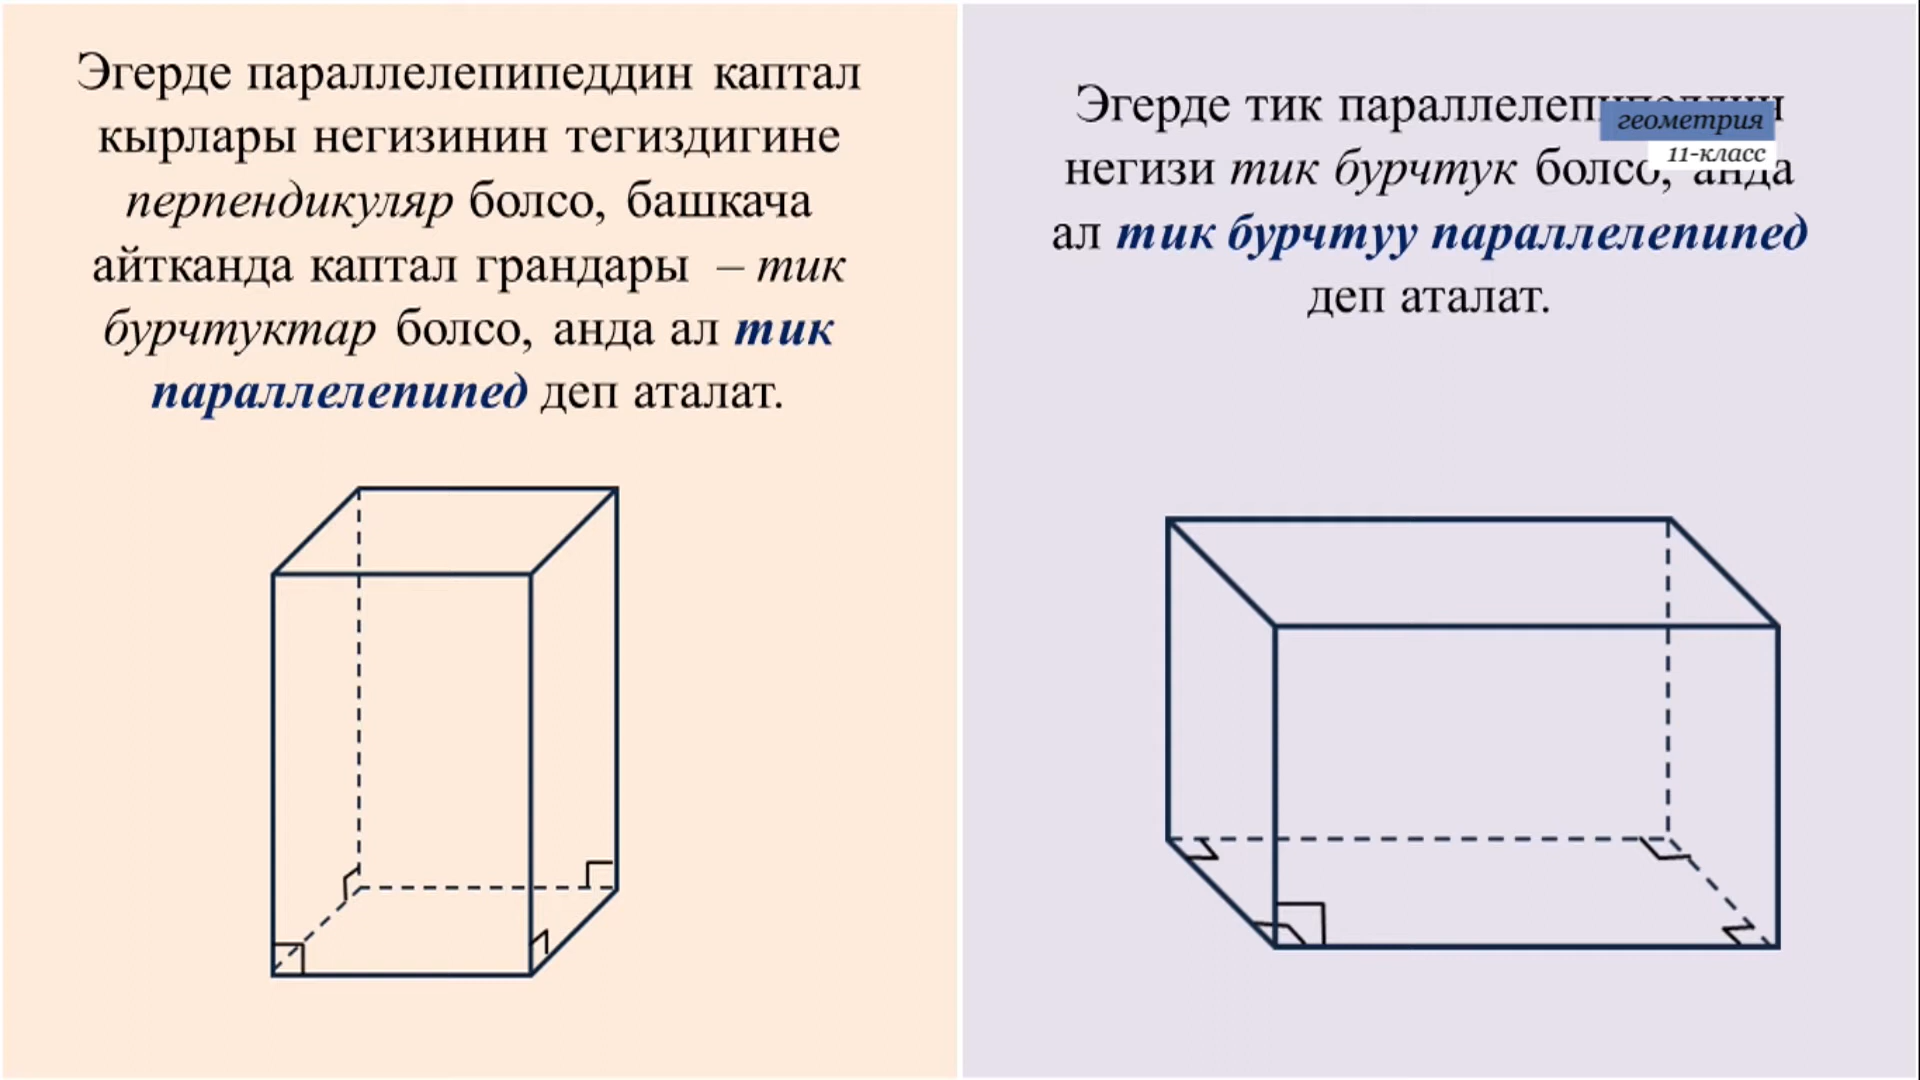 Эгерде параллелепипеддин каптал
кырлары негизинин тегиздигине
перпендикуляр болсо, башкача
айтканда каптал грандары – тик
бурчтуктар болсо, анда ал тик
параллелепипед деп аталат.
Эгерде тик
негизи тик бурчтук болсо, анда
ал тик бурчтуу параллелепипед
деп аталат.
геометрия
11-класс